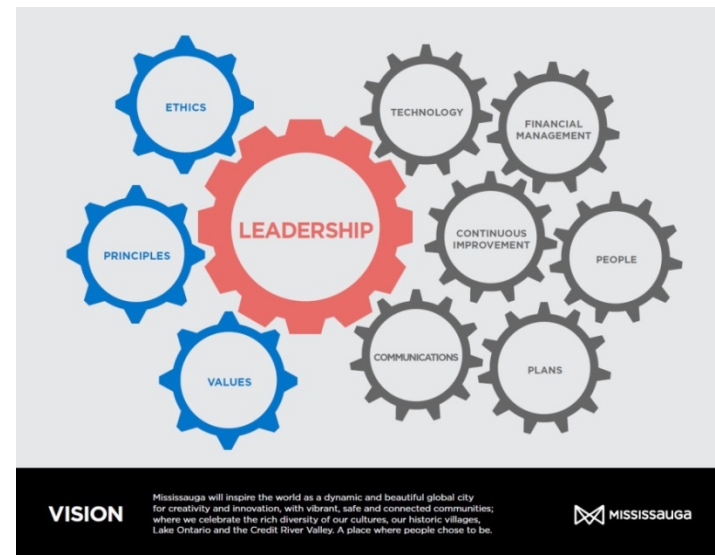 ETHICS
PRINCIPLES
VALUES
LEADERSHIP
TECHNOLOGY
FINANCIAL
MANAGEMENT
CONTINUOUS
IMPROVEMENT
PEOPLE
COMMUNICATIONS
PLANS
VISION
Mississauga will inspire the world as a dynamic and beautiful global city
for creativity and innovation, with vibrant, safe and connected communities;
where we celebrate the rich diversity of our cultures, our historic villages,
Lake Ontario and the Credit River Valley. A place where people chose to be.
MISSISSauGa